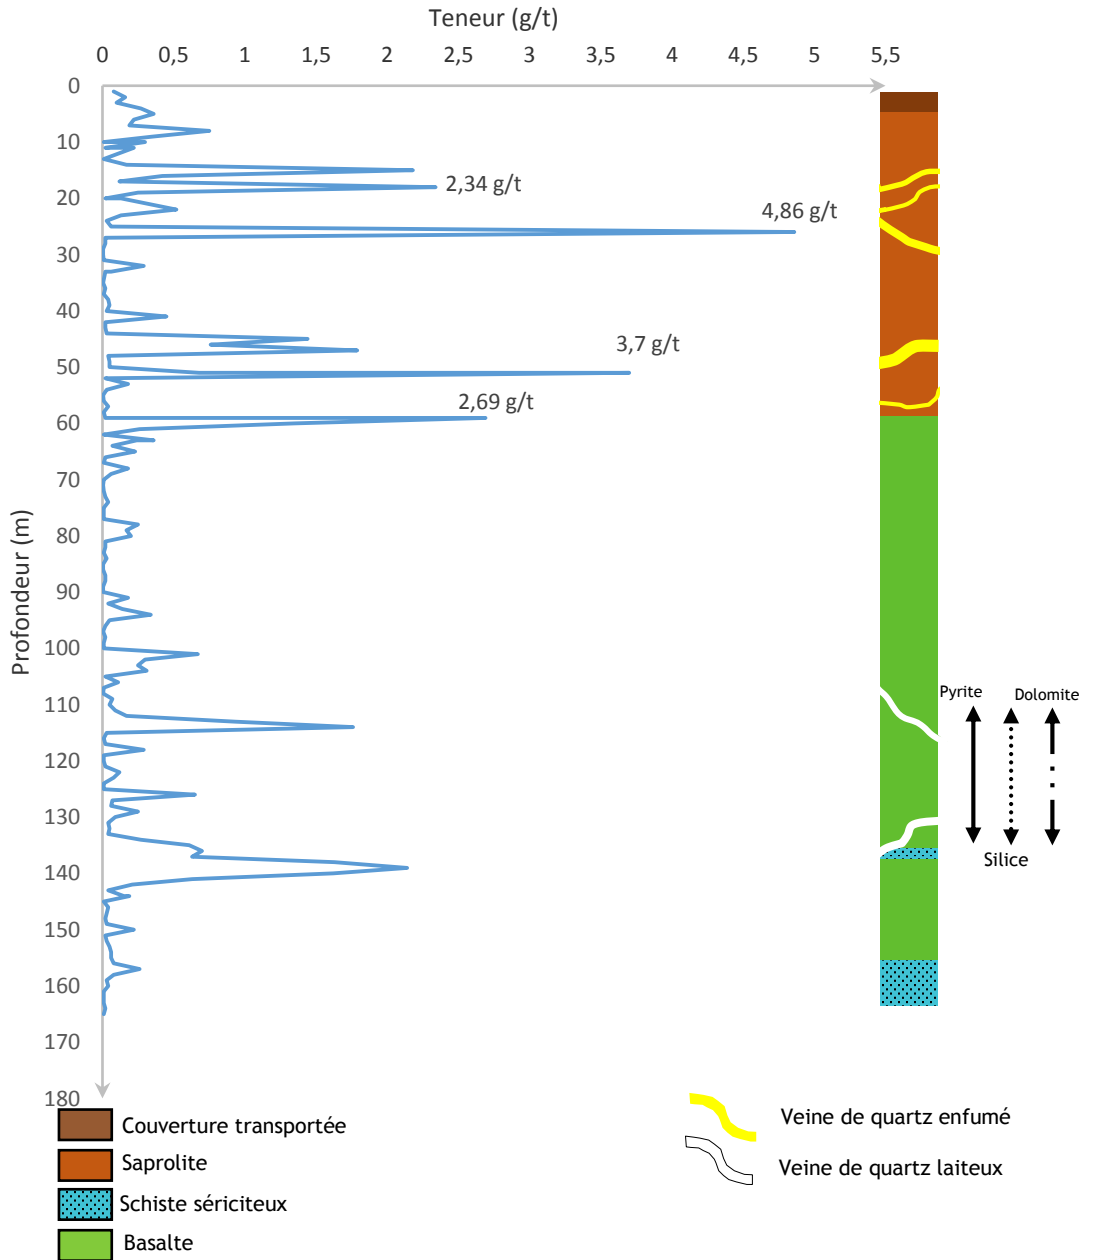 Teneur (g/t)
0 0,5 1 1,5 2 2,5 3 3,5 4 4,5 5 5,5
0
10
20
30
40
50
60
70
80
90
100
110
120
130
140
150
160
170
180
Profondeur (m)
2,34 g/t
4,86 g/t
3,7 g/t
2,69 g/t
Pyrite Dolomite
Silice
Couverture transportée
Saprolite
Schiste sériciteux
Basalte
Veine de quartz enfumé
Veine de quartz laiteux